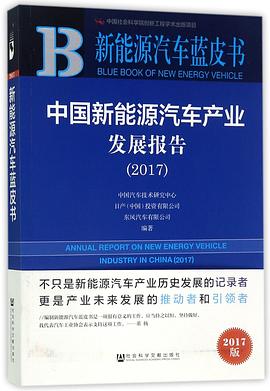 中国社会科学院创新工程学术出版项目
B 新能源汽车蓝皮书
BLUE BOOK OF NEW ENERGY VEHICLE
中国新能源汽车产业
发展报告
(2017)
中国汽车技术研究中心
日产（中国）投资有限公司
东风汽车有限公司
编著
ANNUAL REPORT ON NEW ENERGY VEHICLE
INDUSTRY IN CHINA (2017)
不只是新能源汽车产业历史发展的记录者
更是产业未来发展的推动者和引领者
2017
版
社会科学文献出版社
新能源汽车蓝皮书